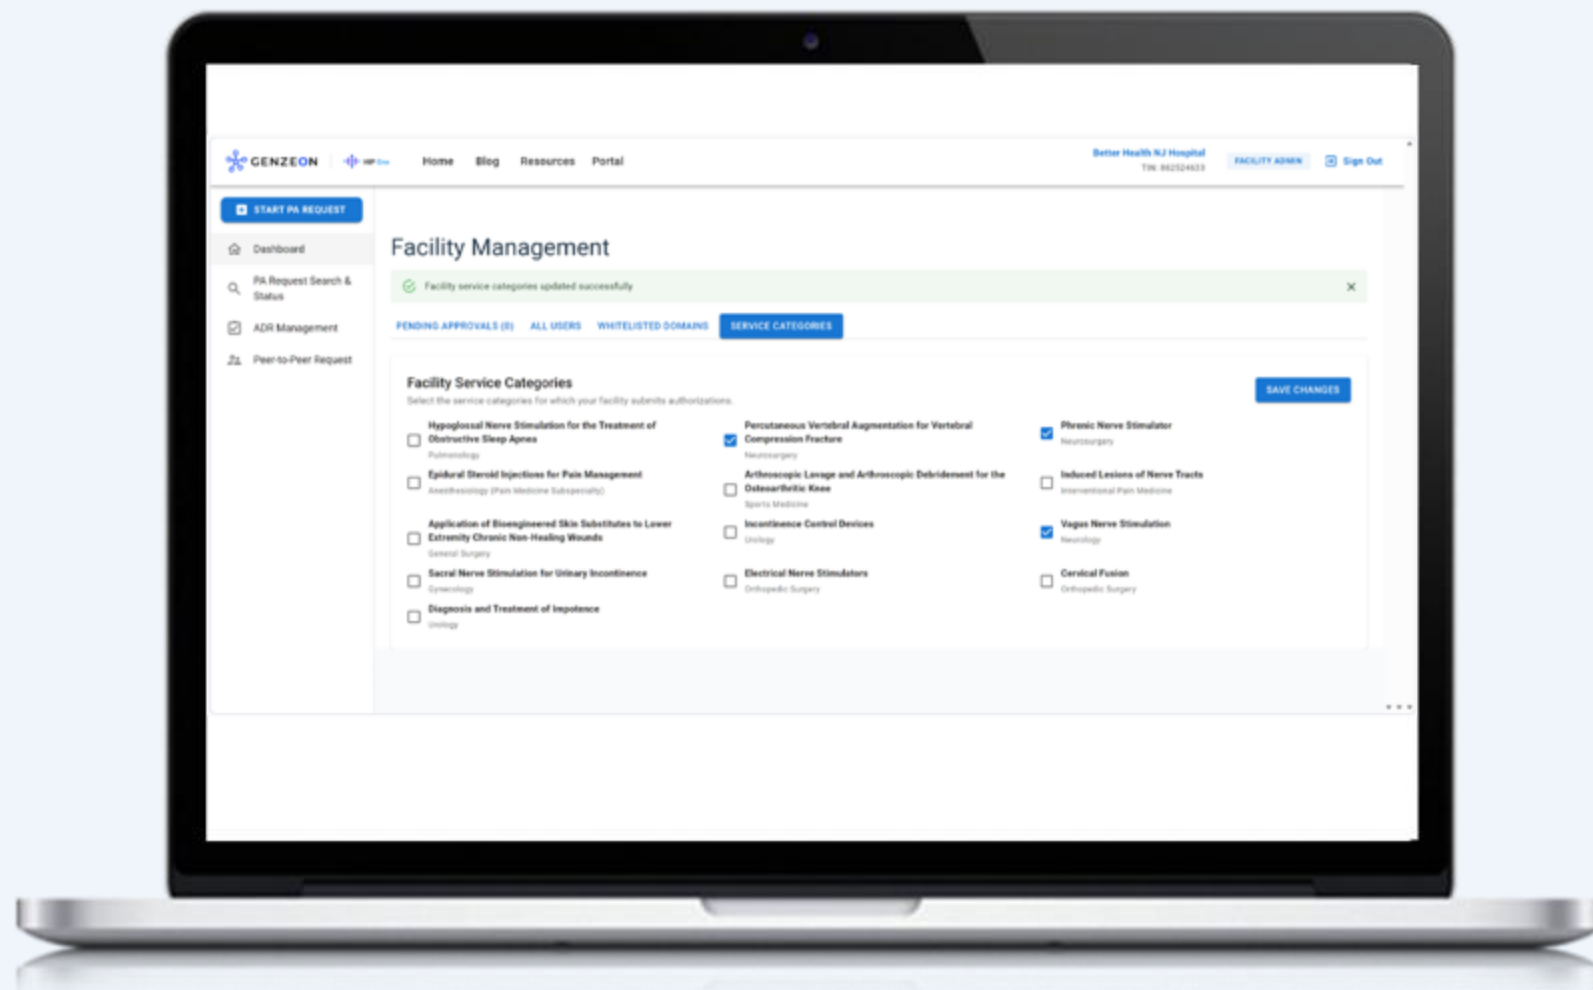 GENZEON
HIP One
Home Blog Resources Portal
Better Health NJ Hospital
TIN: 862524633
FACILITY ADMIN
Sign Out
START PA REQUEST
Dashboard
PA Request Search &
Status
ADR Management
Peer-to-Peer Request
Facility Management
Facility service categories updated successfully
PENDING APPROVALS (0) ALL USERS WHITELISTED DOMAINS SERVICE CATEGORIES
Facility Service Categories
Select the service categories for which your facility submits authorizations.
SAVE CHANGES
Hypoglossal Nerve Stimulation for the Treatment of
Obstructive Sleep Apnea
Pulmonology
Percutaneous Vertebral Augmentation for Vertebral
Compression Fracture
Neurosurgery
Phrenic Nerve Stimulator
Neurosurgery
Epidural Steroid Injections for Pain Management
Anesthesiology (Pain Medicine Subspecialty)
Arthroscopic Lavage and Arthroscopic Debridement for the
Osteoarthritic Knee
Sports Medicine
Induced Lesions of Nerve Tracts
Interventional Pain Medicine
Application of Bioengineered Skin Substitutes to Lower
Extremity Chronic Non-Healing Wounds
General Surgery
Incontinence Control Devices
Urology
Vagus Nerve Stimulation
Neurology
Sacral Nerve Stimulation for Urinary Incontinence
Gynecology
Electrical Nerve Stimulators
Orthopedic Surgery
Cervical Fusion
Orthopedic Surgery
Diagnosis and Treatment of Impotence
Urology